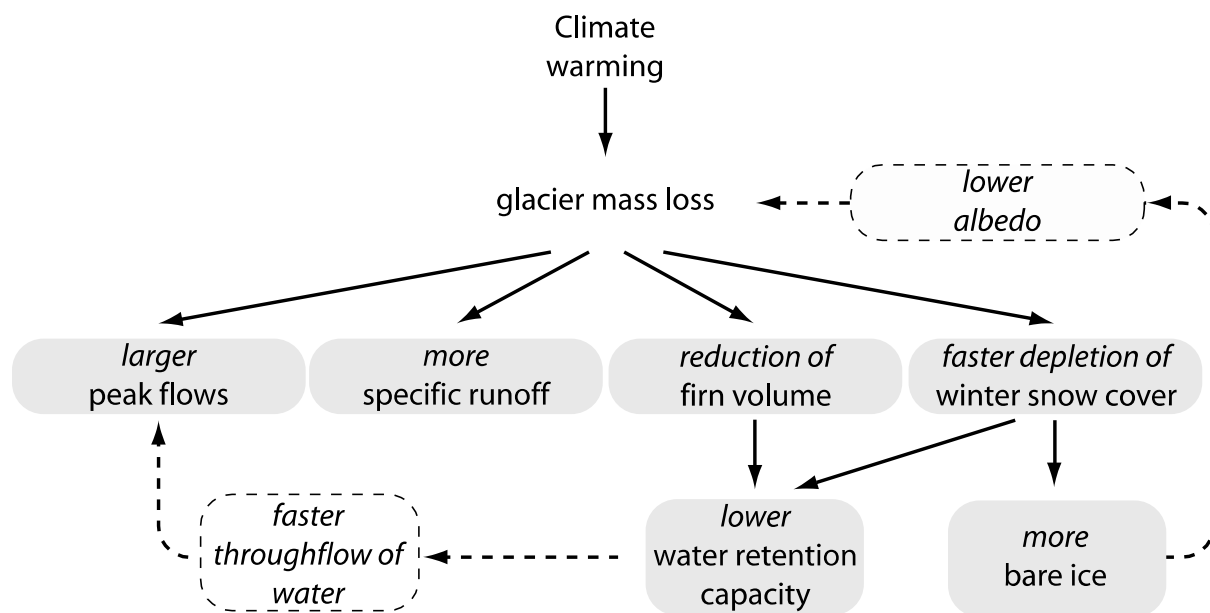 Climate
warming
glacier mass loss
lower
albedo
larger
peak flows
more
specific runoff
reduction of
firn volume
faster depletion of
winter snow cover
faster
throughflow of
water
lower
water retention
capacity
more
bare ice